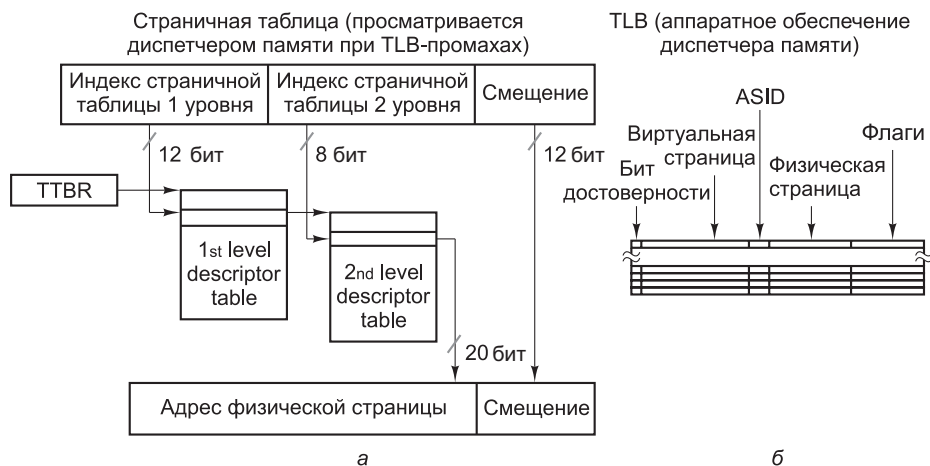 Страничная таблица (просматривается
диспетчером памяти при TLB-промахах)
Индекс страничной
таблицы 1 уровня
Индекс страничной
таблицы 2 уровня
Смещение
12 бит
8 бит
12 бит
TTBR
1st level
descriptor
table
2nd level
descriptor
table
20 бит
Адрес физической страницы
Смещение
а
TLB (аппаратное обеспечение
диспетчера памяти)
ASID
Виртуальная
страница
Флаги
Бит
достоверности
Физическая
страница
б